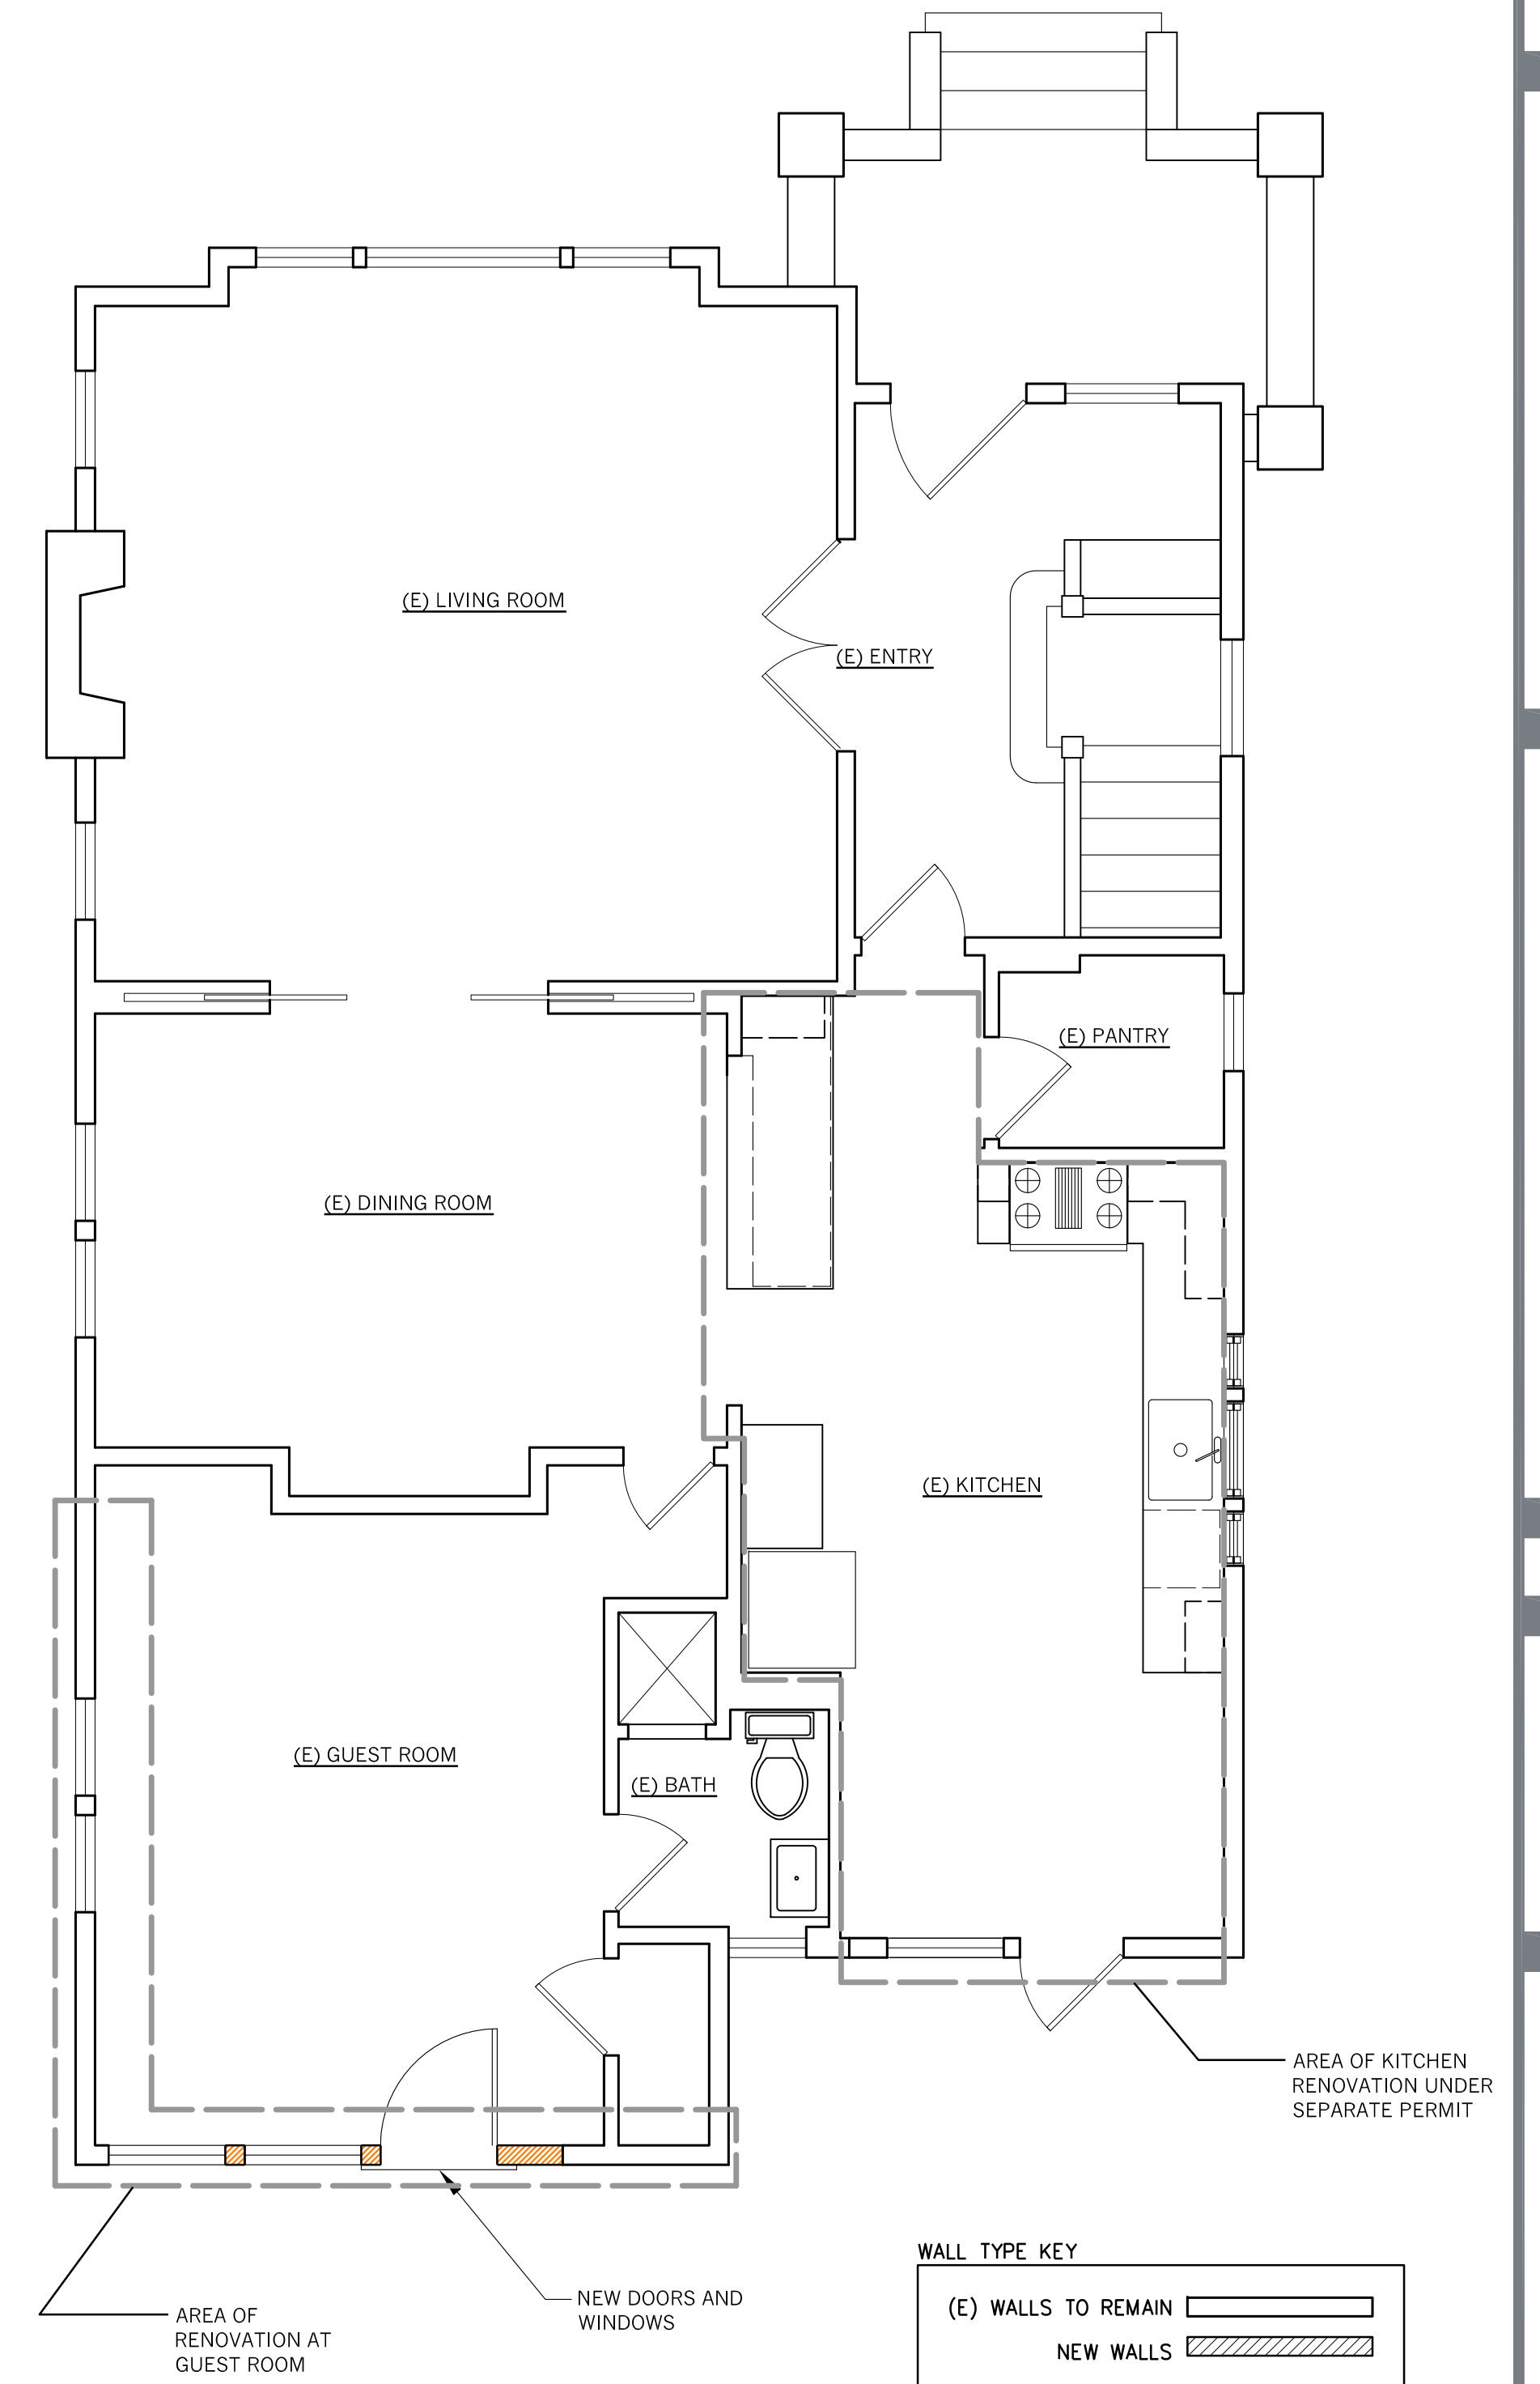 (E) LIVING ROOM
(E) ENTRY
(E) PANTRY
(E) DINING ROOM
(E) KITCHEN
(E) GUEST ROOM
(E) BATH
AREA OF KITCHEN
RENOVATION UNDER
SEPARATE PERMIT
NEW DOORS AND
WINDOWS
AREA OF
RENOVATION AT
GUEST ROOM
WALL TYPE KEY
(E) WALLS TO REMAIN
NEW WALLS